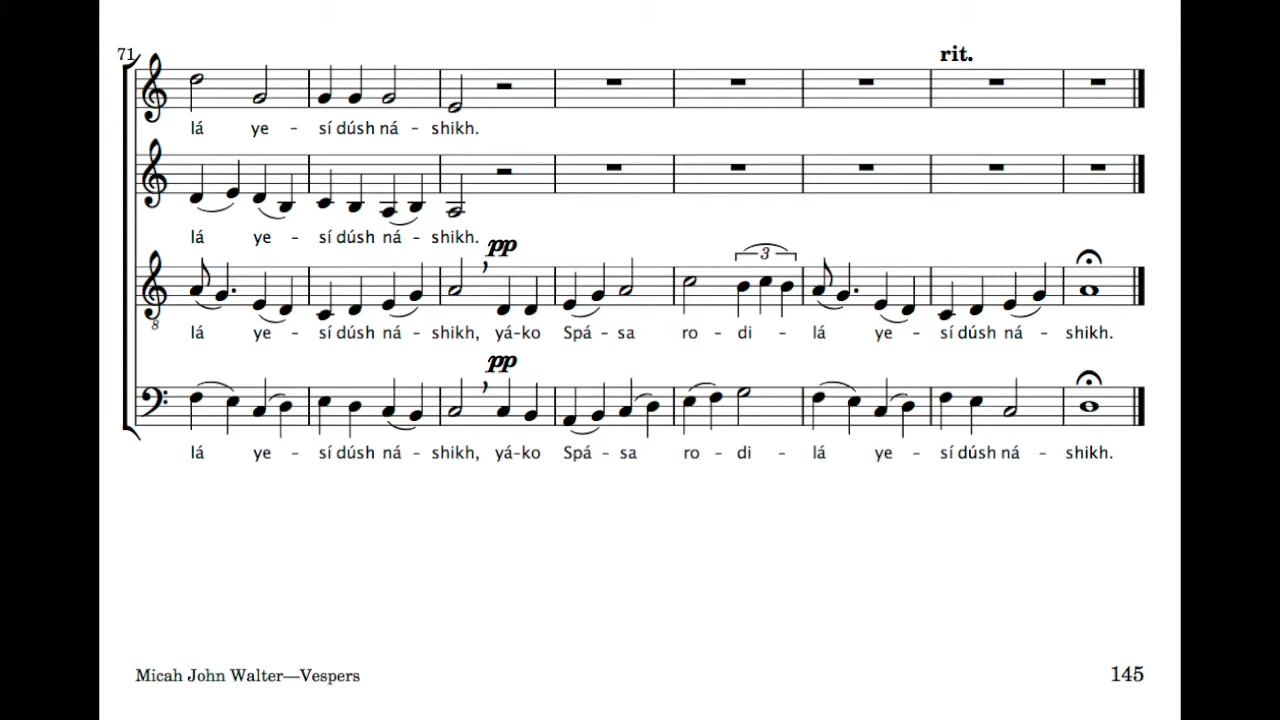 71
rit.
lá ye - sí dúsh ná - shikh.
lá ye - sí dúsh ná - shikh.
pp
3
8
lá ye - sí dúsh ná - shikh, yá-ko Spá - sa ro - di - lá ye - sí dúsh ná - shikh.
pp
lá ye - sí dúsh ná - shikh, yá-ko Spá - sa ro - di - lá ye - sí dúsh ná - shikh.
Micah John Walter—Vespers 145